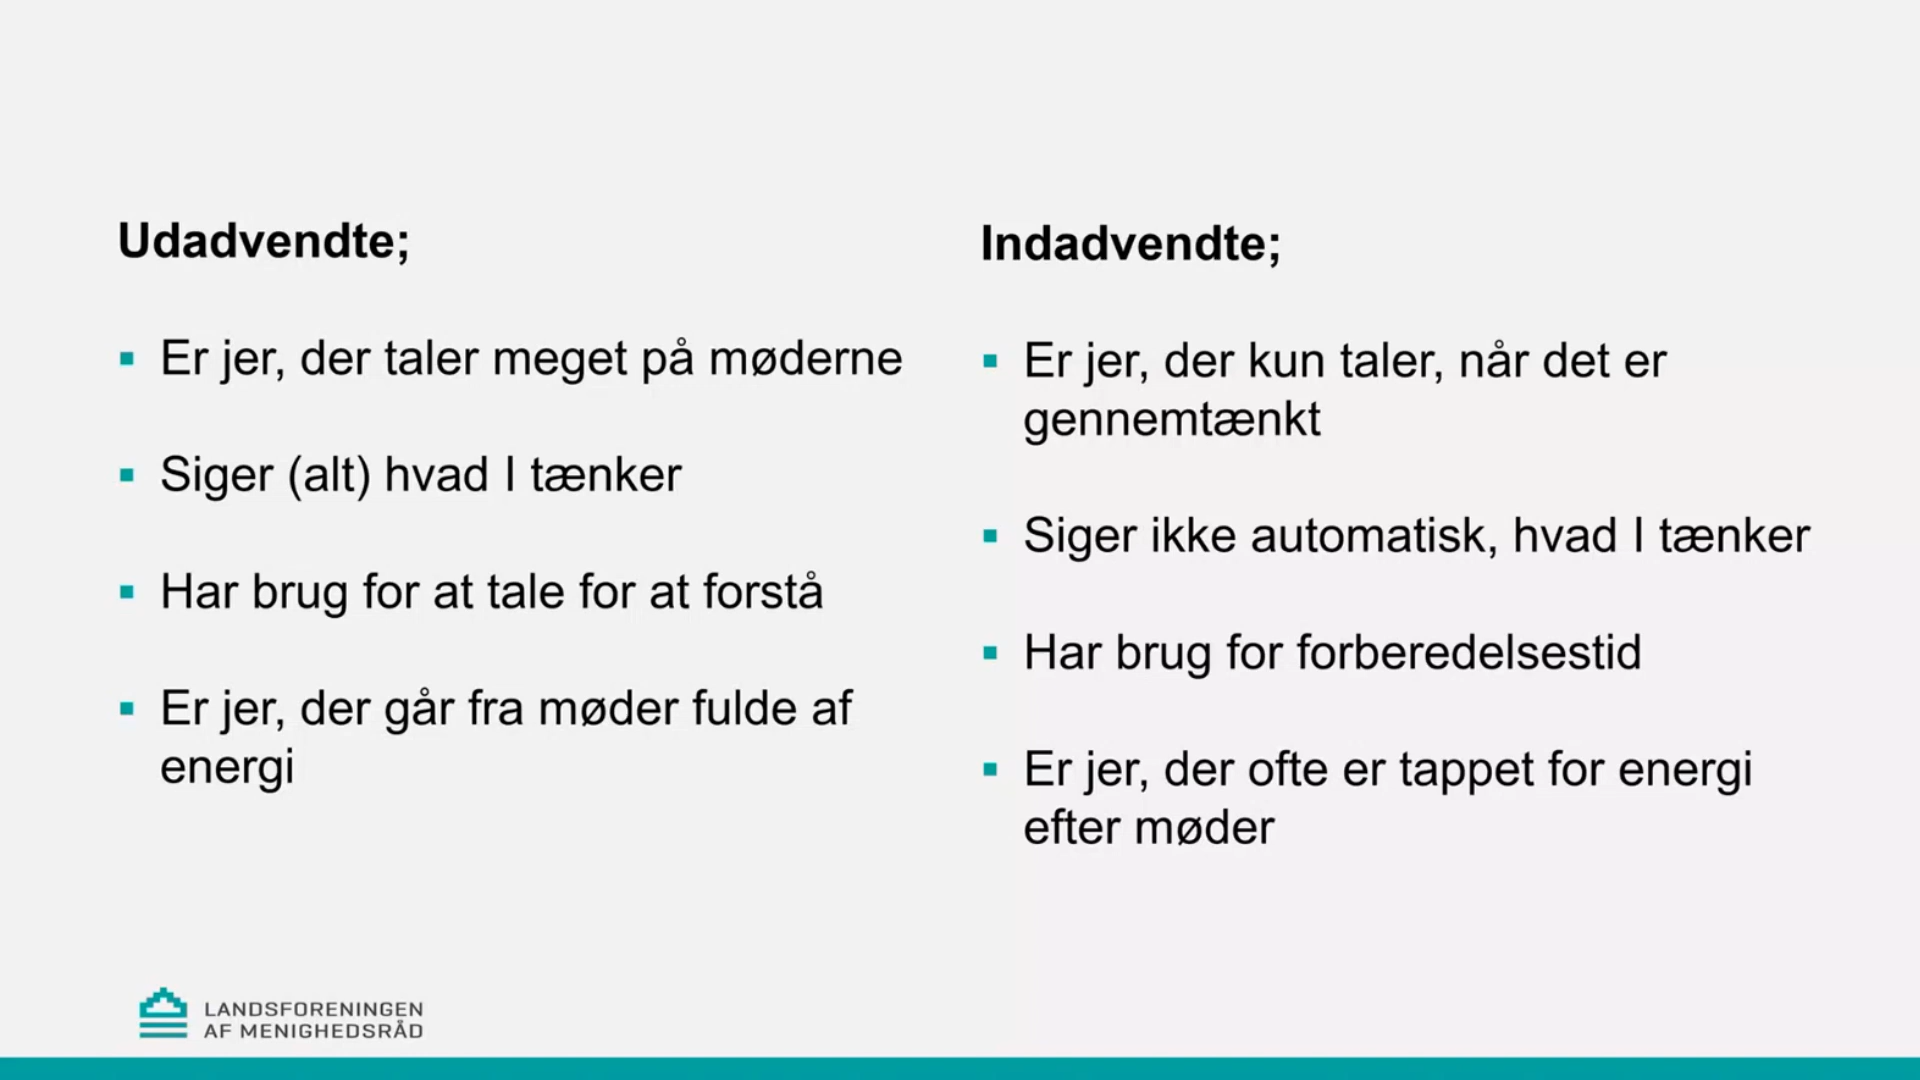 Udadvendte;
Er jer, der taler meget på møderne
Siger (alt) hvad I tænker
Har brug for at tale for at forstå
Er jer, der går fra møder fulde af
energi
Indadvendte;
Er jer, der kun taler, når det er
gennemtænkt
Siger ikke automatisk, hvad I tænker
Har brug for forberedelsestid
Er jer, der ofte er tappet for energi
efter møder
LANDSFORENINGEN
AF MENIGHEDSRÅD